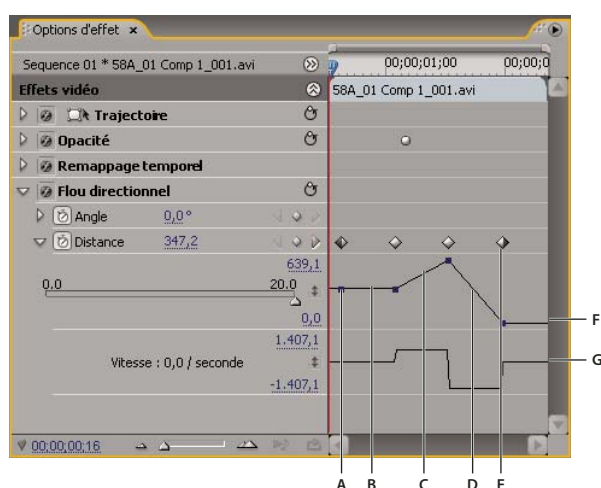 Options d'effet ×
Sequence 01 * 58A_01 Comp 1_001.avi
00;00;01;00 00;00;0
Effets vidéo
58A_01 Comp 1_001.avi
Trajectoire
Opacité
Remappage temporel
Flou directionnel
Angle 0,0°
Distance 347,2
639,1
0.0 20.0
0,0
F
1.407,1
Vitesse : 0,0 / seconde
G
-1.407,1
00;00;00;16
A B C D E